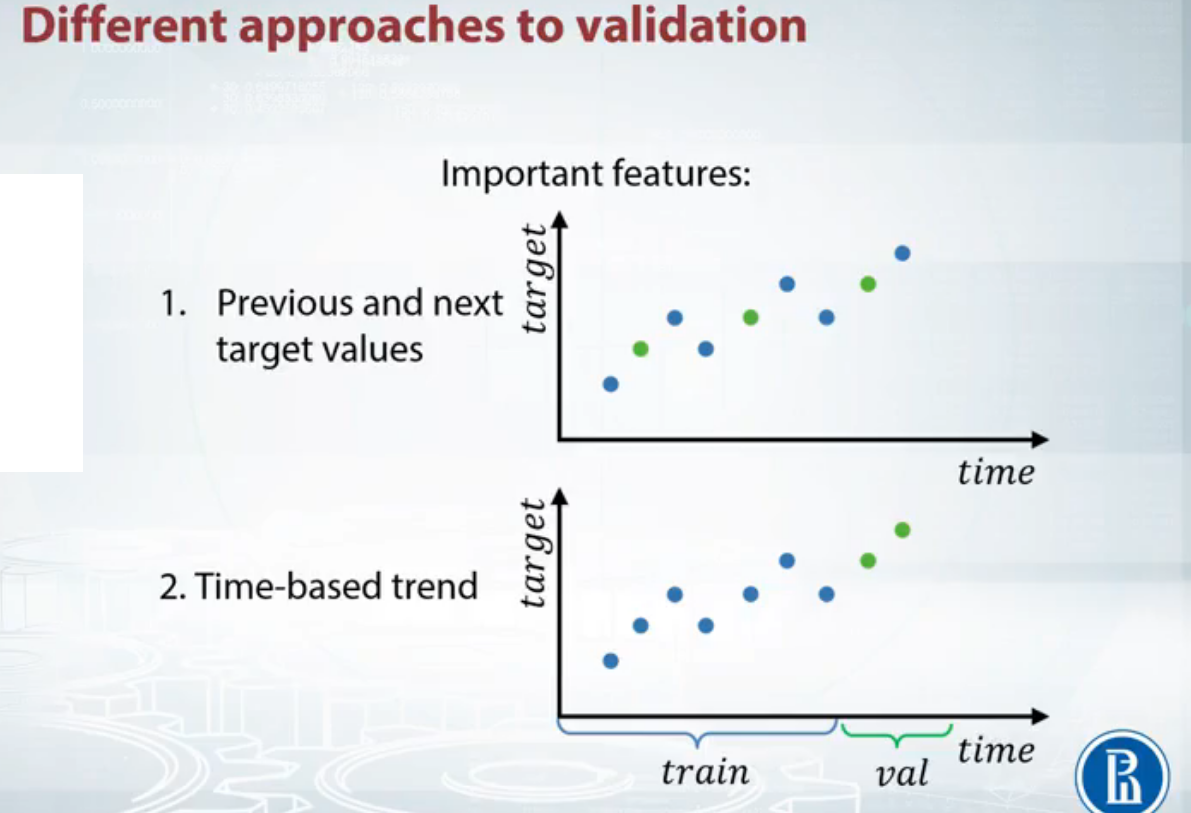 Different approaches to validation
Important features:
target
1. Previous and next
target values
time
target
2. Time-based trend
time
train
val